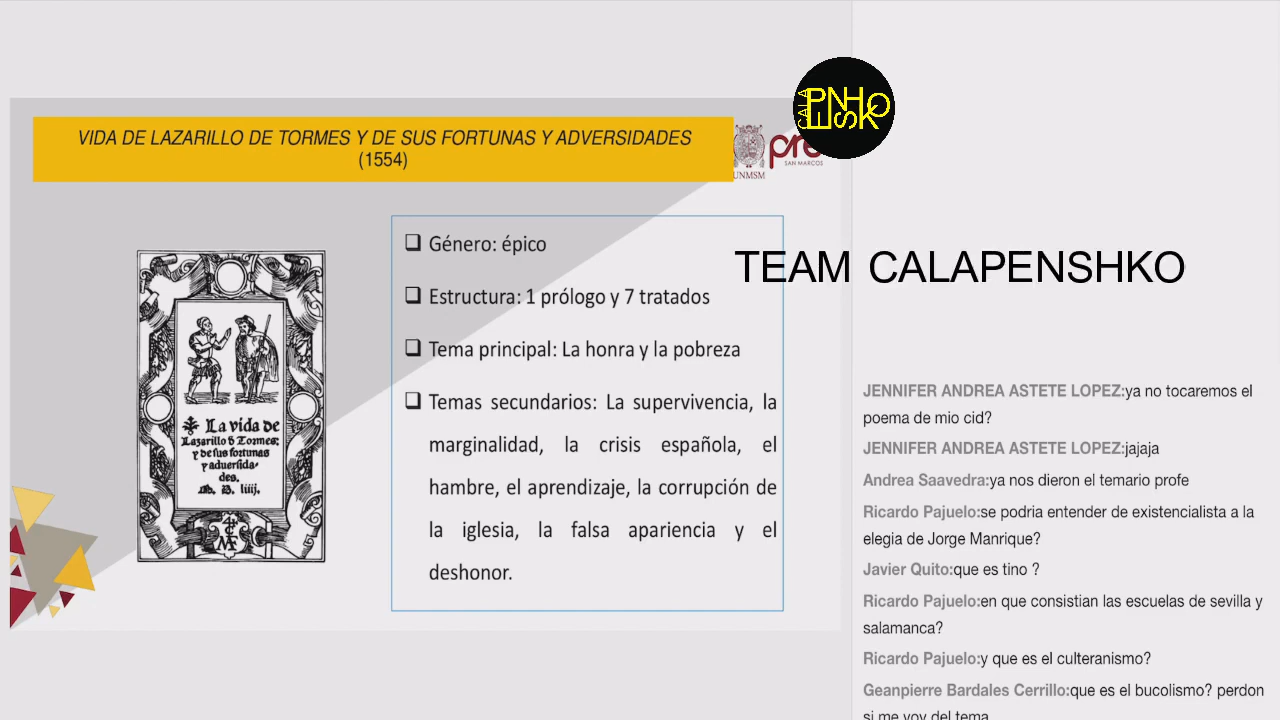 VIDA DE LAZARILLO DE TORMES Y DE SUS FORTUNAS Y ADVERSIDADES
(1554)
UNMSM
pre
SAN MARCOS
CALA
PENSHKO
TEAM CALAPENSHKO
❑ Género: épico
❑ Estructura: 1 prólogo y 7 tratados
❑ Tema principal: La honra y la pobreza
❑ Temas secundarios: La supervivencia, la
marginalidad, la crisis española, el
hambre, el aprendizaje, la corrupción de
la iglesia, la falsa apariencia y el
deshonor.
La vida de
Lazarillo de Tormes:
y de sus fortunas
y aduersida-
des.
M. D. liiij.
JENNIFER ANDREA ASTETE LOPEZ:ya no tocaremos el
poema de mio cid?
JENNIFER ANDREA ASTETE LOPEZ:jajaja
Andrea Saavedra:ya nos dieron el temario profe
Ricardo Pajuelo:se podria entender de existencialista a la
elegia de Jorge Manrique?
Javier Quito:que es tino ?
Ricardo Pajuelo:en que consistian las escuelas de sevilla y
salamanca?
Ricardo Pajuelo:y que es el culteranismo?
Geanpierre Bardales Cerrillo:que es el bucolismo? perdon
si me voy del tema